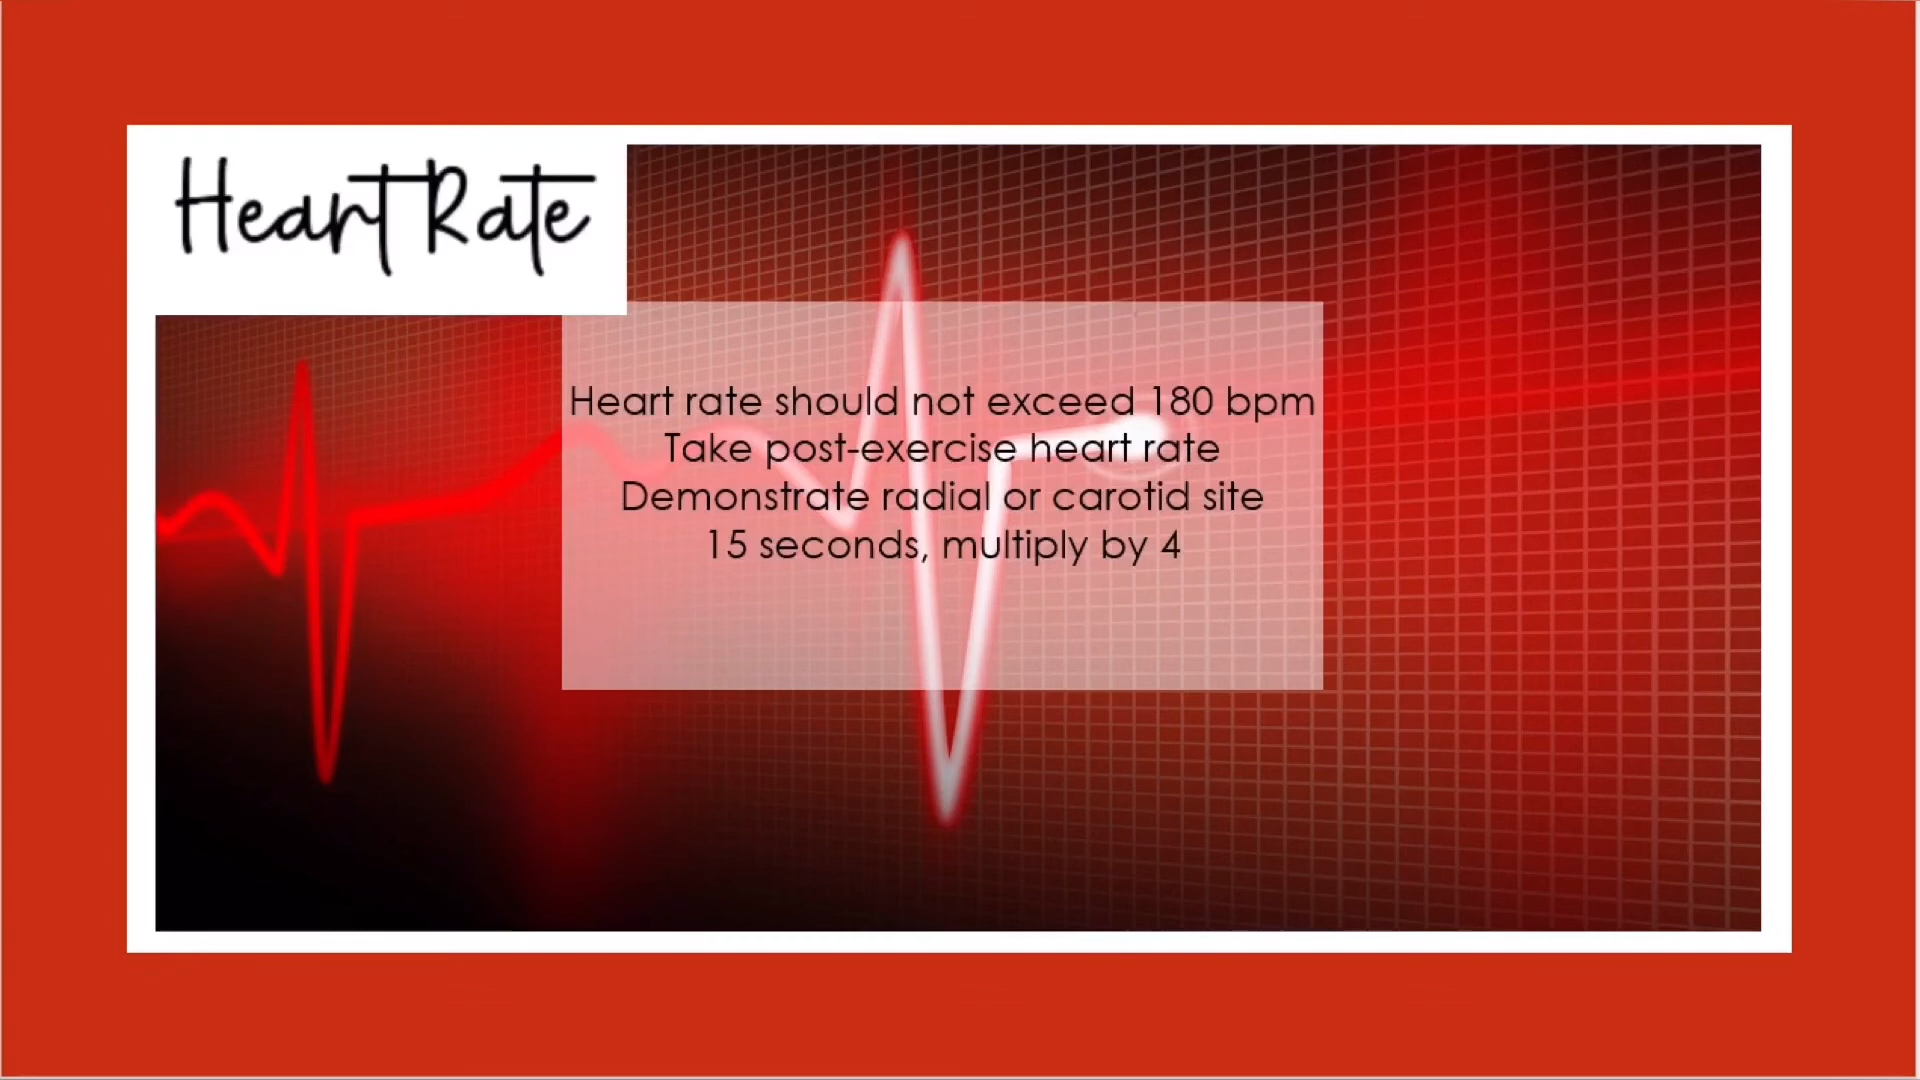 Heart Rate
Heart rate should not exceed 180 bpm
Take post-exercise heart rate
Demonstrate radial or carotid site
15 seconds, multiply by 4